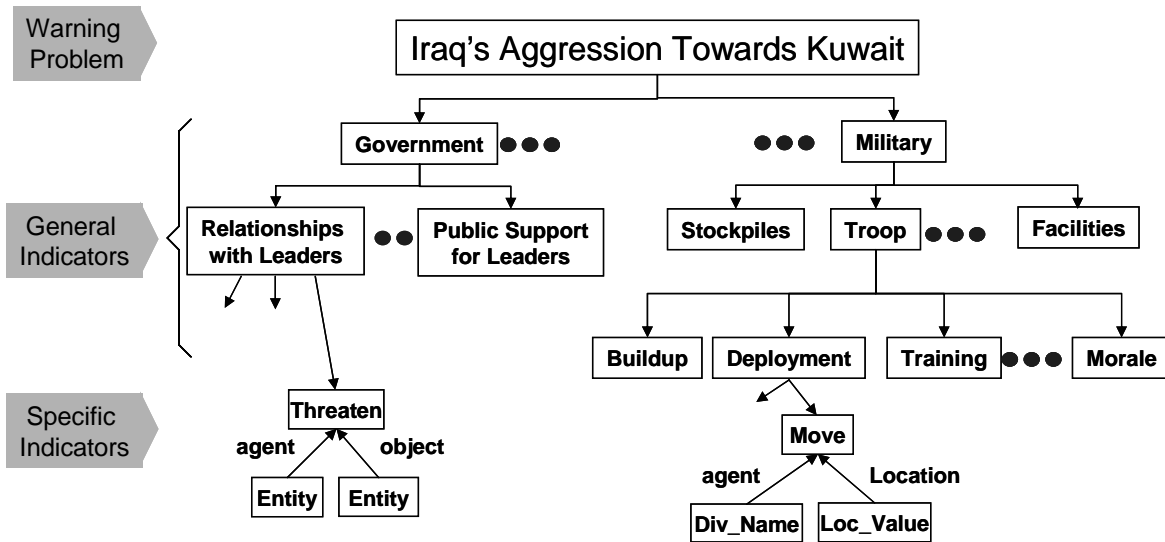 Warning
Problem
Iraq's Aggression Towards Kuwait
Government
Military
General
Indicators
Relationships
with Leaders
Public Support
for Leaders
Stockpiles
Troop
Facilities
Buildup
Deployment
Training
Morale
Specific
Indicators
Threaten
agent
object
Entity
Entity
Move
agent
Location
Div_Name
Loc_Value